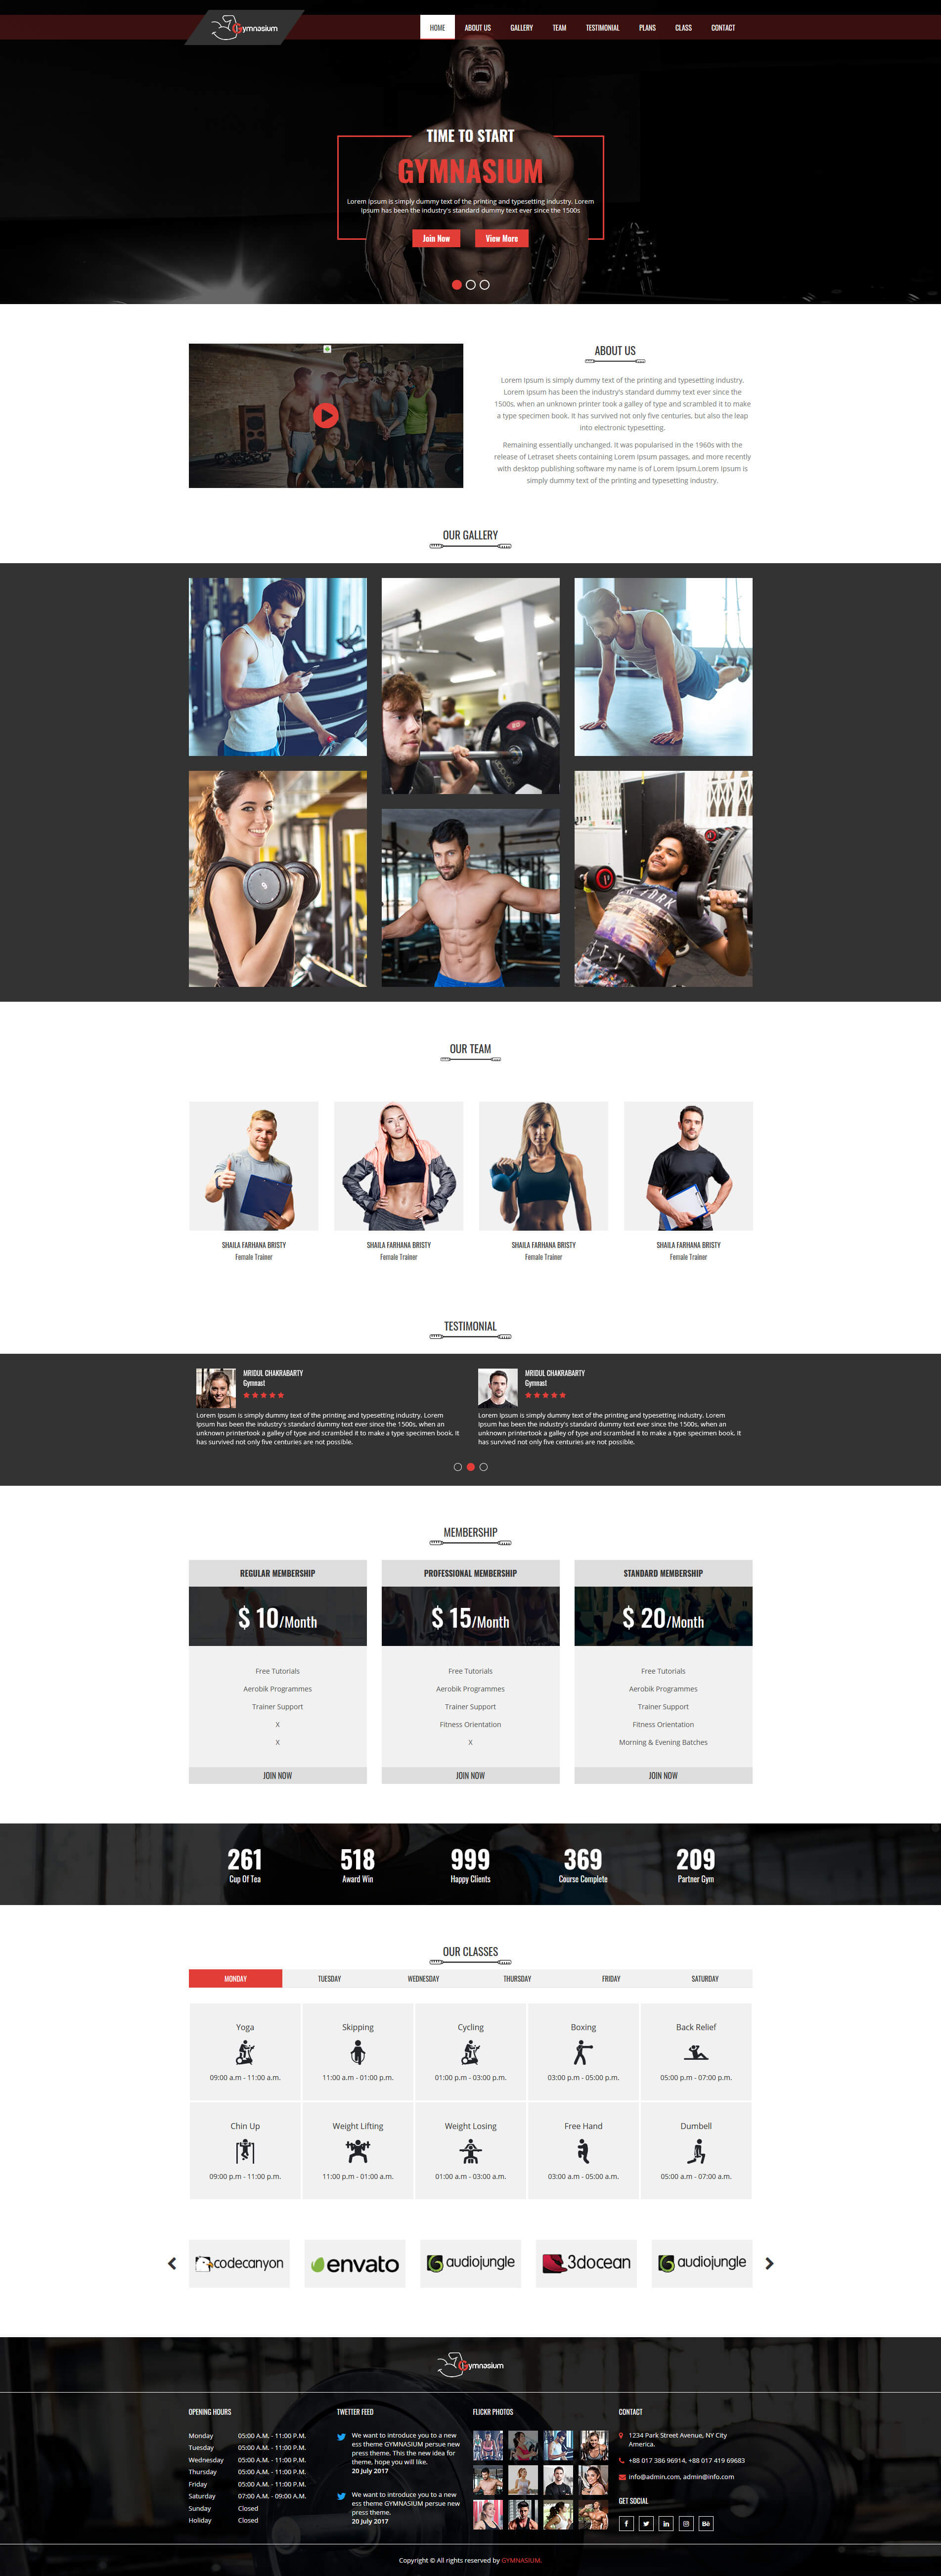 Gymnasium
HOME ABOUT US GALLERY TEAM TESTIMONIAL PLANS CLASS CONTACT
TIME TO START
GYMNASIUM
Lorem Ipsum is simply dummy text of the printing and typesetting industry. Lorem
Ipsum has been the industry's standard dummy text ever since the 1500s
Join Now View More
ABOUT US
Lorem Ipsum is simply dummy text of the printing and typesetting industry.
Lorem Ipsum has been the industry's standard dummy text ever since the
1500s, when an unknown printer took a galley of type and scrambled it to make
a type specimen book. It has survived not only five centuries, but also the leap
into electronic typesetting.
Remaining essentially unchanged. It was popularised in the 1960s with the
release of Letraset sheets containing Lorem Ipsum passages, and more recently
with desktop publishing software my name is of Lorem Ipsum.Lorem Ipsum is
simply dummy text of the printing and typesetting industry.
OUR GALLERY
OUR TEAM
SHAILA FARHANA BRISTY
Female Trainer
SHAILA FARHANA BRISTY
Female Trainer
SHAILA FARHANA BRISTY
Female Trainer
SHAILA FARHANA BRISTY
Female Trainer
TESTIMONIAL
MRIDUL CHAKRABARTY
Gymnast
Lorem Ipsum is simply dummy text of the printing and typesetting industry. Lorem
Ipsum has been the industry's standard dummy text ever since the 1500s, when an
unknown printertook a galley of type and scrambled it to make a type specimen book. It
has survived not only five centuries are not possible.
MRIDUL CHAKRABARTY
Gymnast
Lorem Ipsum is simply dummy text of the printing and typesetting industry. Lorem
Ipsum has been the industry's standard dummy text ever since the 1500s, when an
unknown printertook a galley of type and scrambled it to make a type specimen book. It
has survived not only five centuries are not possible.
MEMBERSHIP
REGULAR MEMBERSHIP
$ 10/Month
Free Tutorials
Aerobik Programmes
Trainer Support
X
X
JOIN NOW
PROFESSIONAL MEMBERSHIP
$ 15/Month
Free Tutorials
Aerobik Programmes
Trainer Support
Fitness Orientation
X
JOIN NOW
STANDARD MEMBERSHIP
$ 20/Month
Free Tutorials
Aerobik Programmes
Trainer Support
Fitness Orientation
Morning & Evening Batches
JOIN NOW
261 518 999 369 209
Cup Of Tea Award Win Happy Clients Course Complete Partner Gym
OUR CLASSES
MONDAY TUESDAY WEDNESDAY THURSDAY FRIDAY SATURDAY
Yoga Skipping Cycling Boxing Back Relief
09:00 a.m - 11:00 a.m. 11:00 a.m - 01:00 p.m. 01:00 p.m - 03:00 p.m. 03:00 p.m - 05:00 p.m. 05:00 p.m - 07:00 p.m.
Chin Up Weight Lifting Weight Losing Free Hand Dumbell
09:00 p.m - 11:00 p.m. 11:00 p.m - 01:00 a.m. 01:00 a.m - 03:00 a.m. 03:00 a.m - 05:00 a.m. 05:00 a.m - 07:00 a.m.
codecanyon envato audiojungle 3docean audiojungle
Gymnasium
OPENING HOURS
Monday 05:00 A.M. - 11:00 P.M.
Tuesday 05:00 A.M. - 11:00 P.M.
Wednesday 05:00 A.M. - 11:00 P.M.
Thursday 05:00 A.M. - 11:00 P.M.
Friday 05:00 A.M. - 11:00 P.M.
Saturday 07:00 A.M. - 09:00 A.M.
Sunday Closed
Holiday Closed
TWETTER FEED
We want to introduce you to a new
ess theme GYMNASIUM persue new
press theme. This the new idea for
theme, hope you will like.
20 July 2017
We want to introduce you to a new
ess theme GYMNASIUM persue new
press theme.
20 July 2017
FLICKR PHOTOS
CONTACT
1234 Park Street Avenue, NY City
America.
+88 017 386 96914, +88 017 419 69683
info@admin.com, admin@info.com
GET SOCIAL
Copyright © All rights reserved by GYMNASIUM.